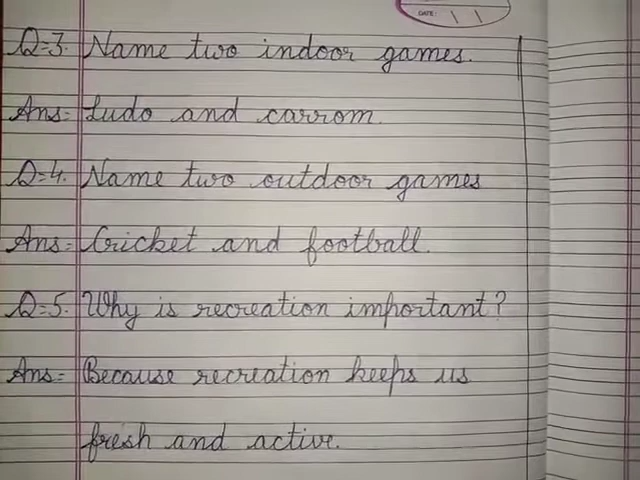 DATE:
Q=3. Name two indoor games.
Ans= Ludo and carrom.
Q=4. Name two outdoor games
Ans= Cricket and football.
Q=5. Why is recreation important?
Ans= Because recreation keeps us
fresh and active.